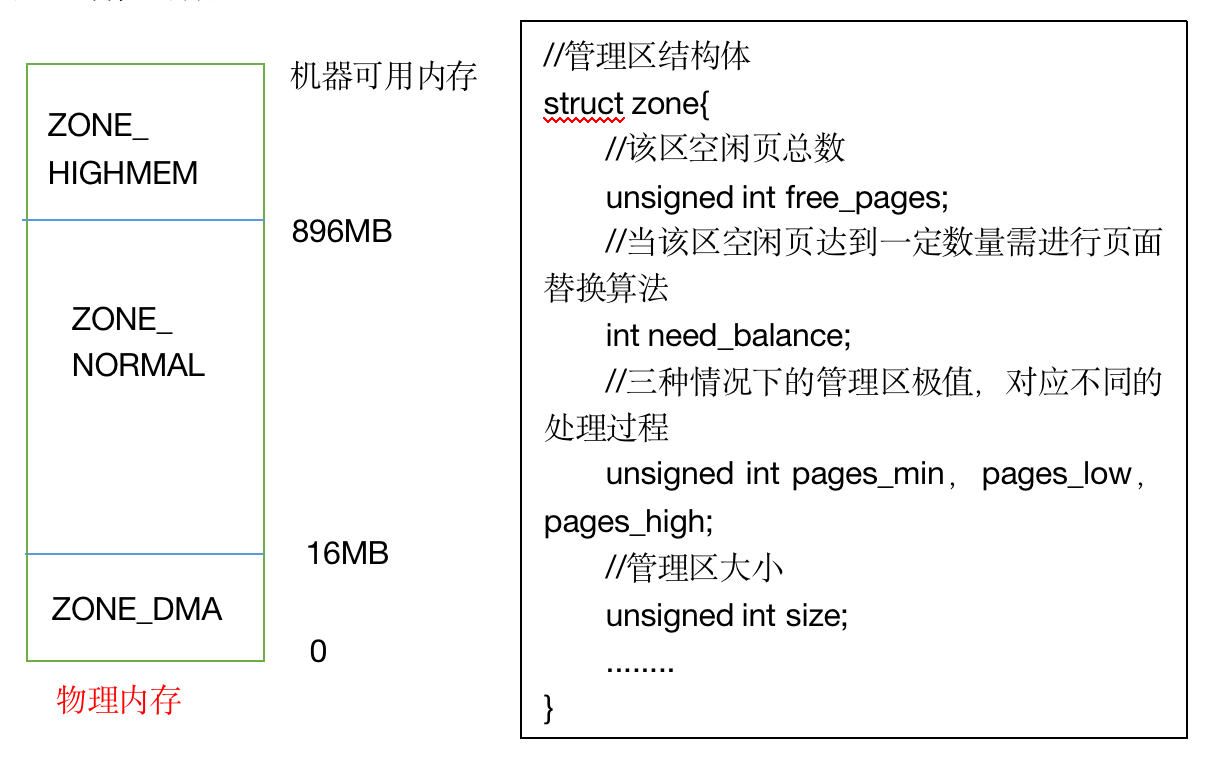 机器可用内存
ZONE_
HIGHMEM
896MB
ZONE_
NORMAL
16MB
ZONE_DMA
0
物理内存
//管理区结构体
struct zone{
//该区空闲页总数
unsigned int free_pages;
//当该区空闲页达到一定数量需进行页面
替换算法
int need_balance;
//三种情况下的管理区极值，对应不同的
处理过程
unsigned int pages_min，pages_low，
pages_high;
//管理区大小
unsigned int size;
........
}